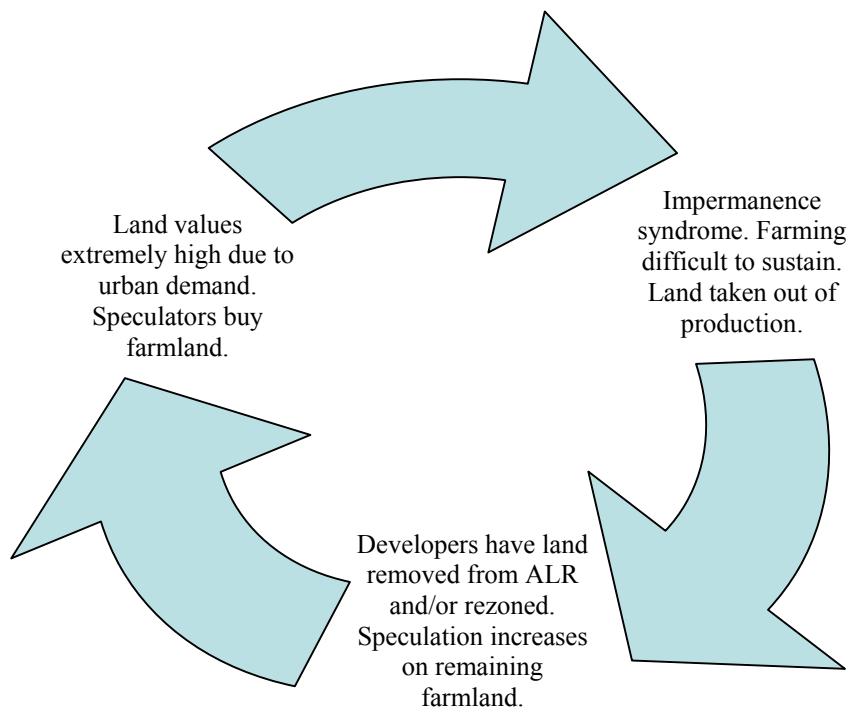 Land values
extremely high due to
urban demand.
Speculators buy
farmland.
Impermanence
syndrome. Farming
difficult to sustain.
Land taken out of
production.
Developers have land
removed from ALR
and/or rezoned.
Speculation increases
on remaining
farmland.